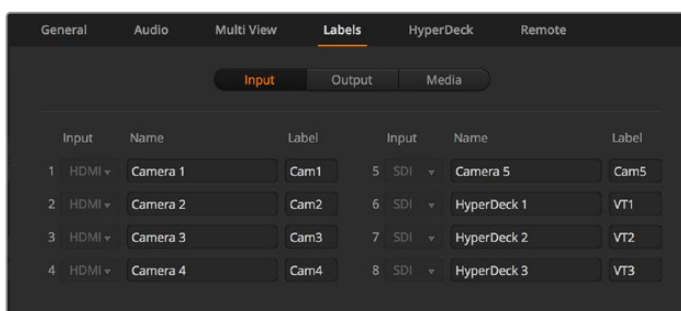 General Audio Multi View Labels HyperDeck Remote
Input Output Media
Input Name Label Input Name Label
1 HDMI Camera 1 Cam1 5 SDI Camera 5 Cam5
2 HDMI Camera 2 Cam2 6 SDI HyperDeck 1 VT1
3 HDMI Camera 3 Cam3 7 SDI HyperDeck 2 VT2
4 HDMI Camera 4 Cam4 8 SDI HyperDeck 3 VT3